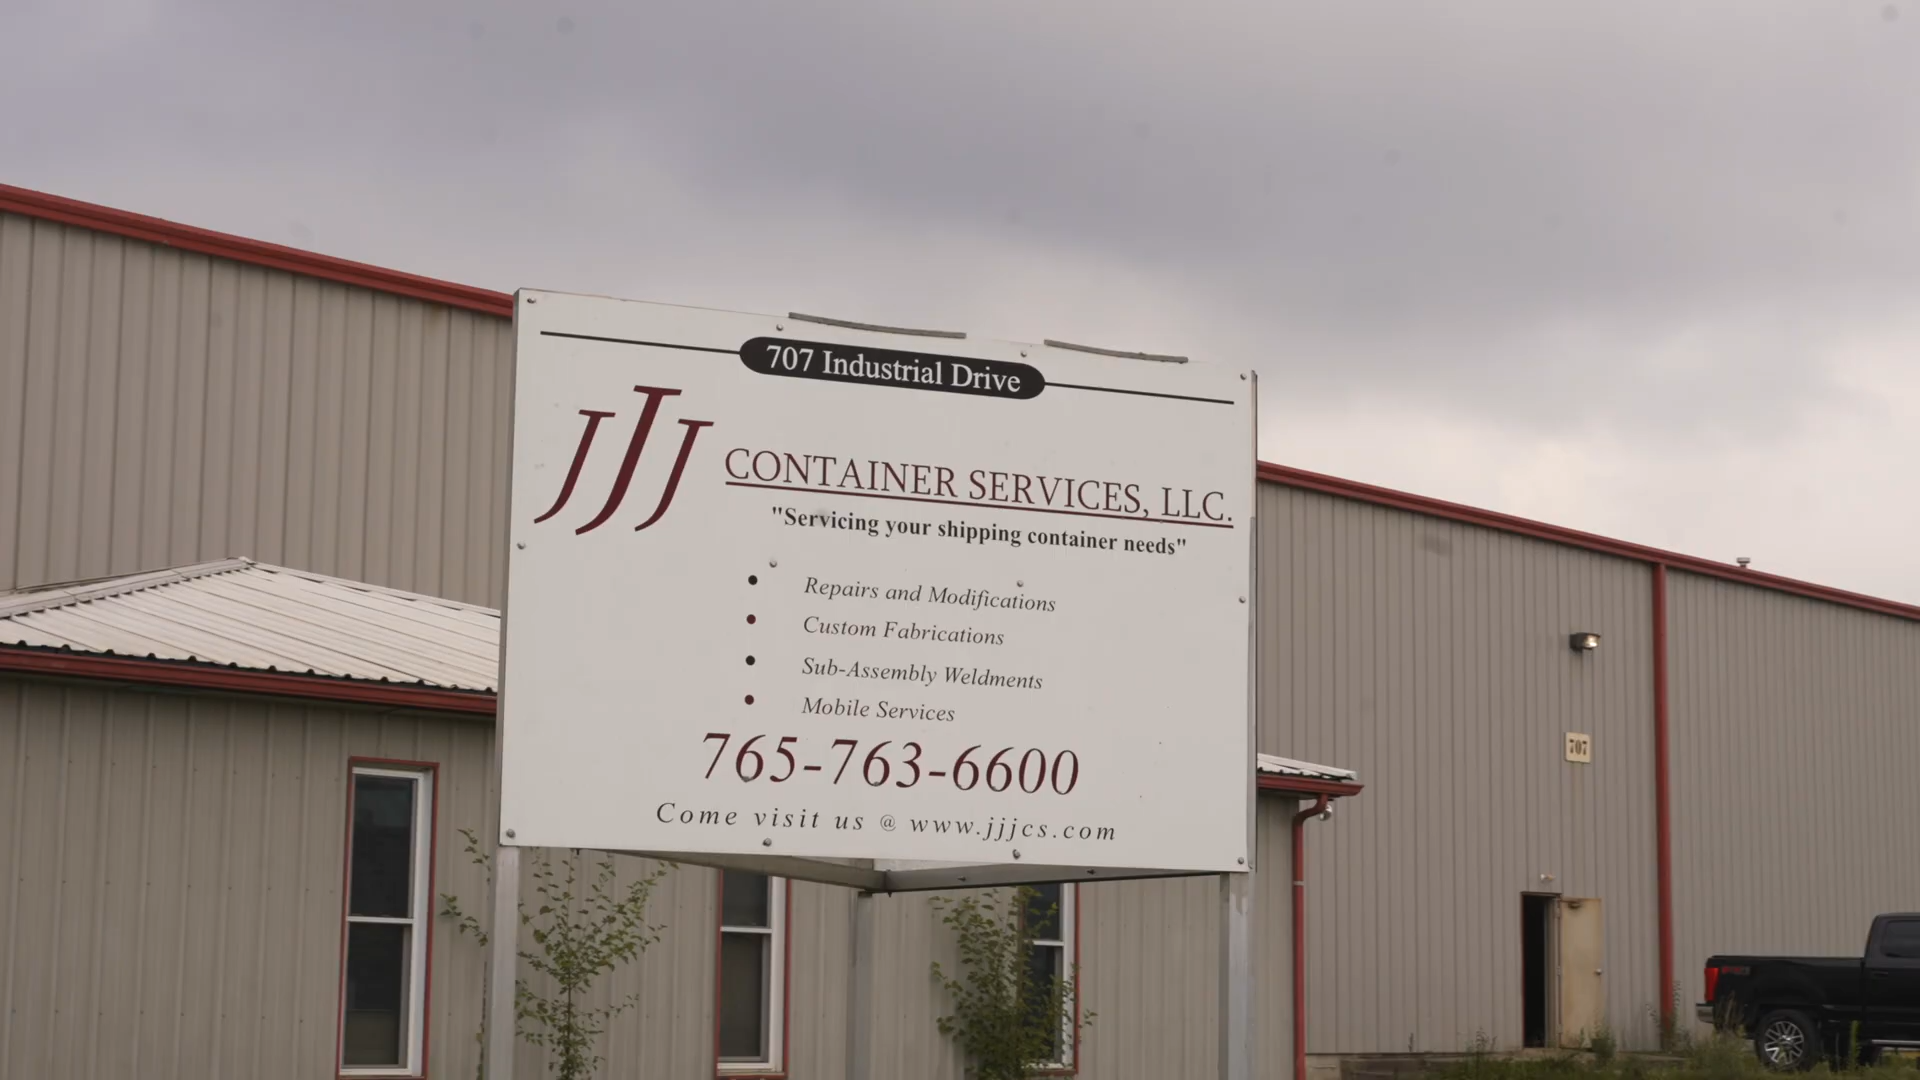 707 Industrial Drive
JJJ
CONTAINER SERVICES, LLC.
"Servicing your shipping container needs"
• Repairs and Modifications
• Custom Fabrications
• Sub-Assembly Weldments
• Mobile Services
765-763-6600
Come visit us @ www.jjjcs.com
707